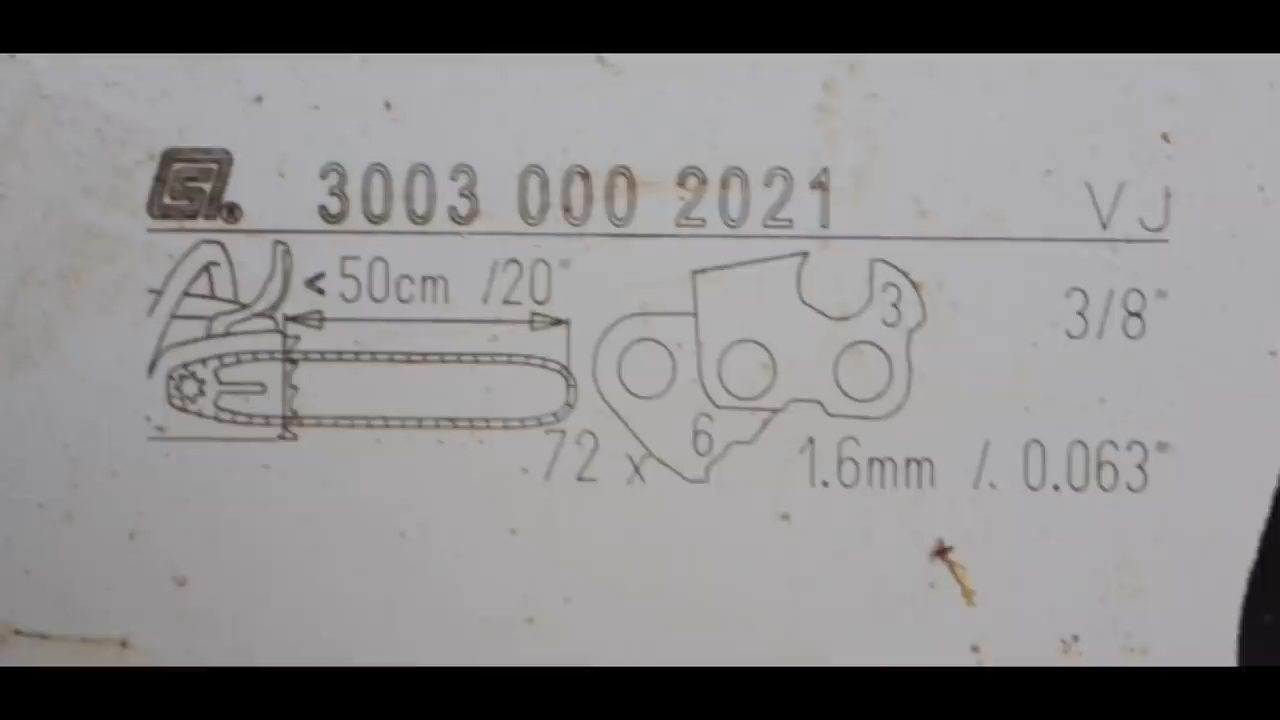 3003 000 2021 VJ
<50cm /20"
3
3/8"
72 x
6
1.6mm /. 0.063"